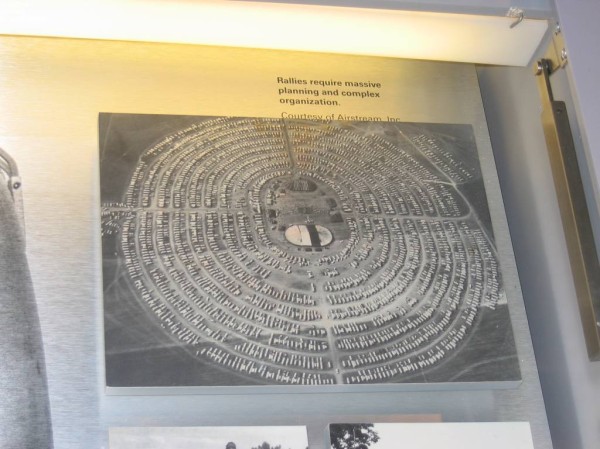 Rallies require massive
planning and complex
organization.
Courtesy of Airstream, Inc.